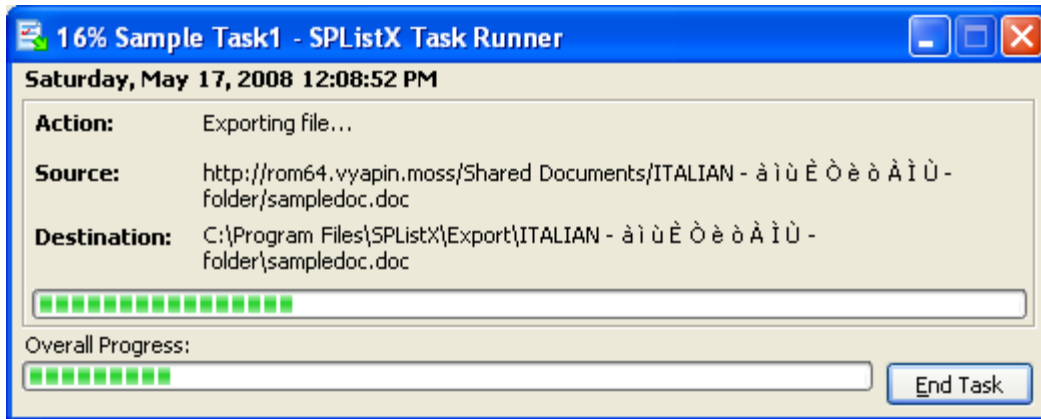 16% Sample Task1 - SPListX Task Runner
Saturday, May 17, 2008 12:08:52 PM
Action: Exporting file...
Source: http://rom64.vyapin.moss/Shared Documents/ITALIAN - à ì ù È Ò è ò À Ì Ù -
folder/sampledoc.doc
Destination: C:\Program Files\SPListX\Export\ITALIAN - à ì ù È Ò è ò À Ì Ù -
folder\sampledoc.doc
Overall Progress:
End Task